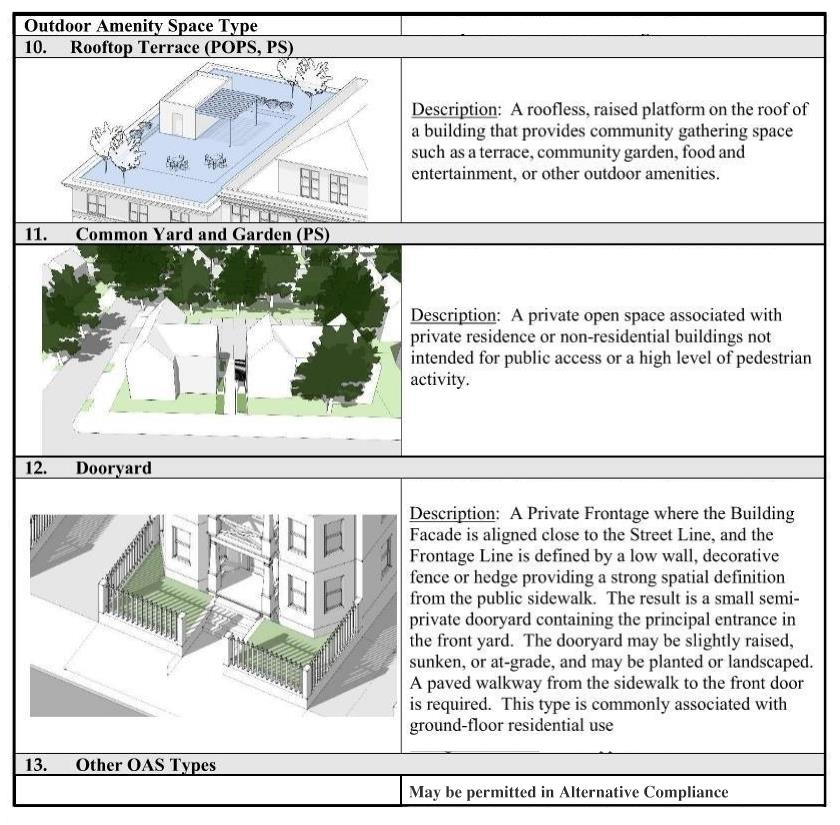 Outdoor Amenity Space Type
10. Rooftop Terrace (POPS, PS)
Description: A roofless, raised platform on the roof of
a building that provides community gathering space
such as a terrace, community garden, food and
entertainment, or other outdoor amenities.
11. Common Yard and Garden (PS)
Description: A private open space associated with
private residence or non-residential buildings not
intended for public access or a high level of pedestrian
activity.
12. Dooryard
Description: A Private Frontage where the Building
Facade is aligned close to the Street Line, and the
Frontage Line is defined by a low wall, decorative
fence or hedge providing a strong spatial definition
from the public sidewalk. The result is a small semi-
private dooryard containing the principal entrance in
the front yard. The dooryard may be slightly raised,
sunken, or at-grade, and may be planted or landscaped.
A paved walkway from the sidewalk to the front door
is required. This type is commonly associated with
ground-floor residential use
13. Other OAS Types
May be permitted in Alternative Compliance